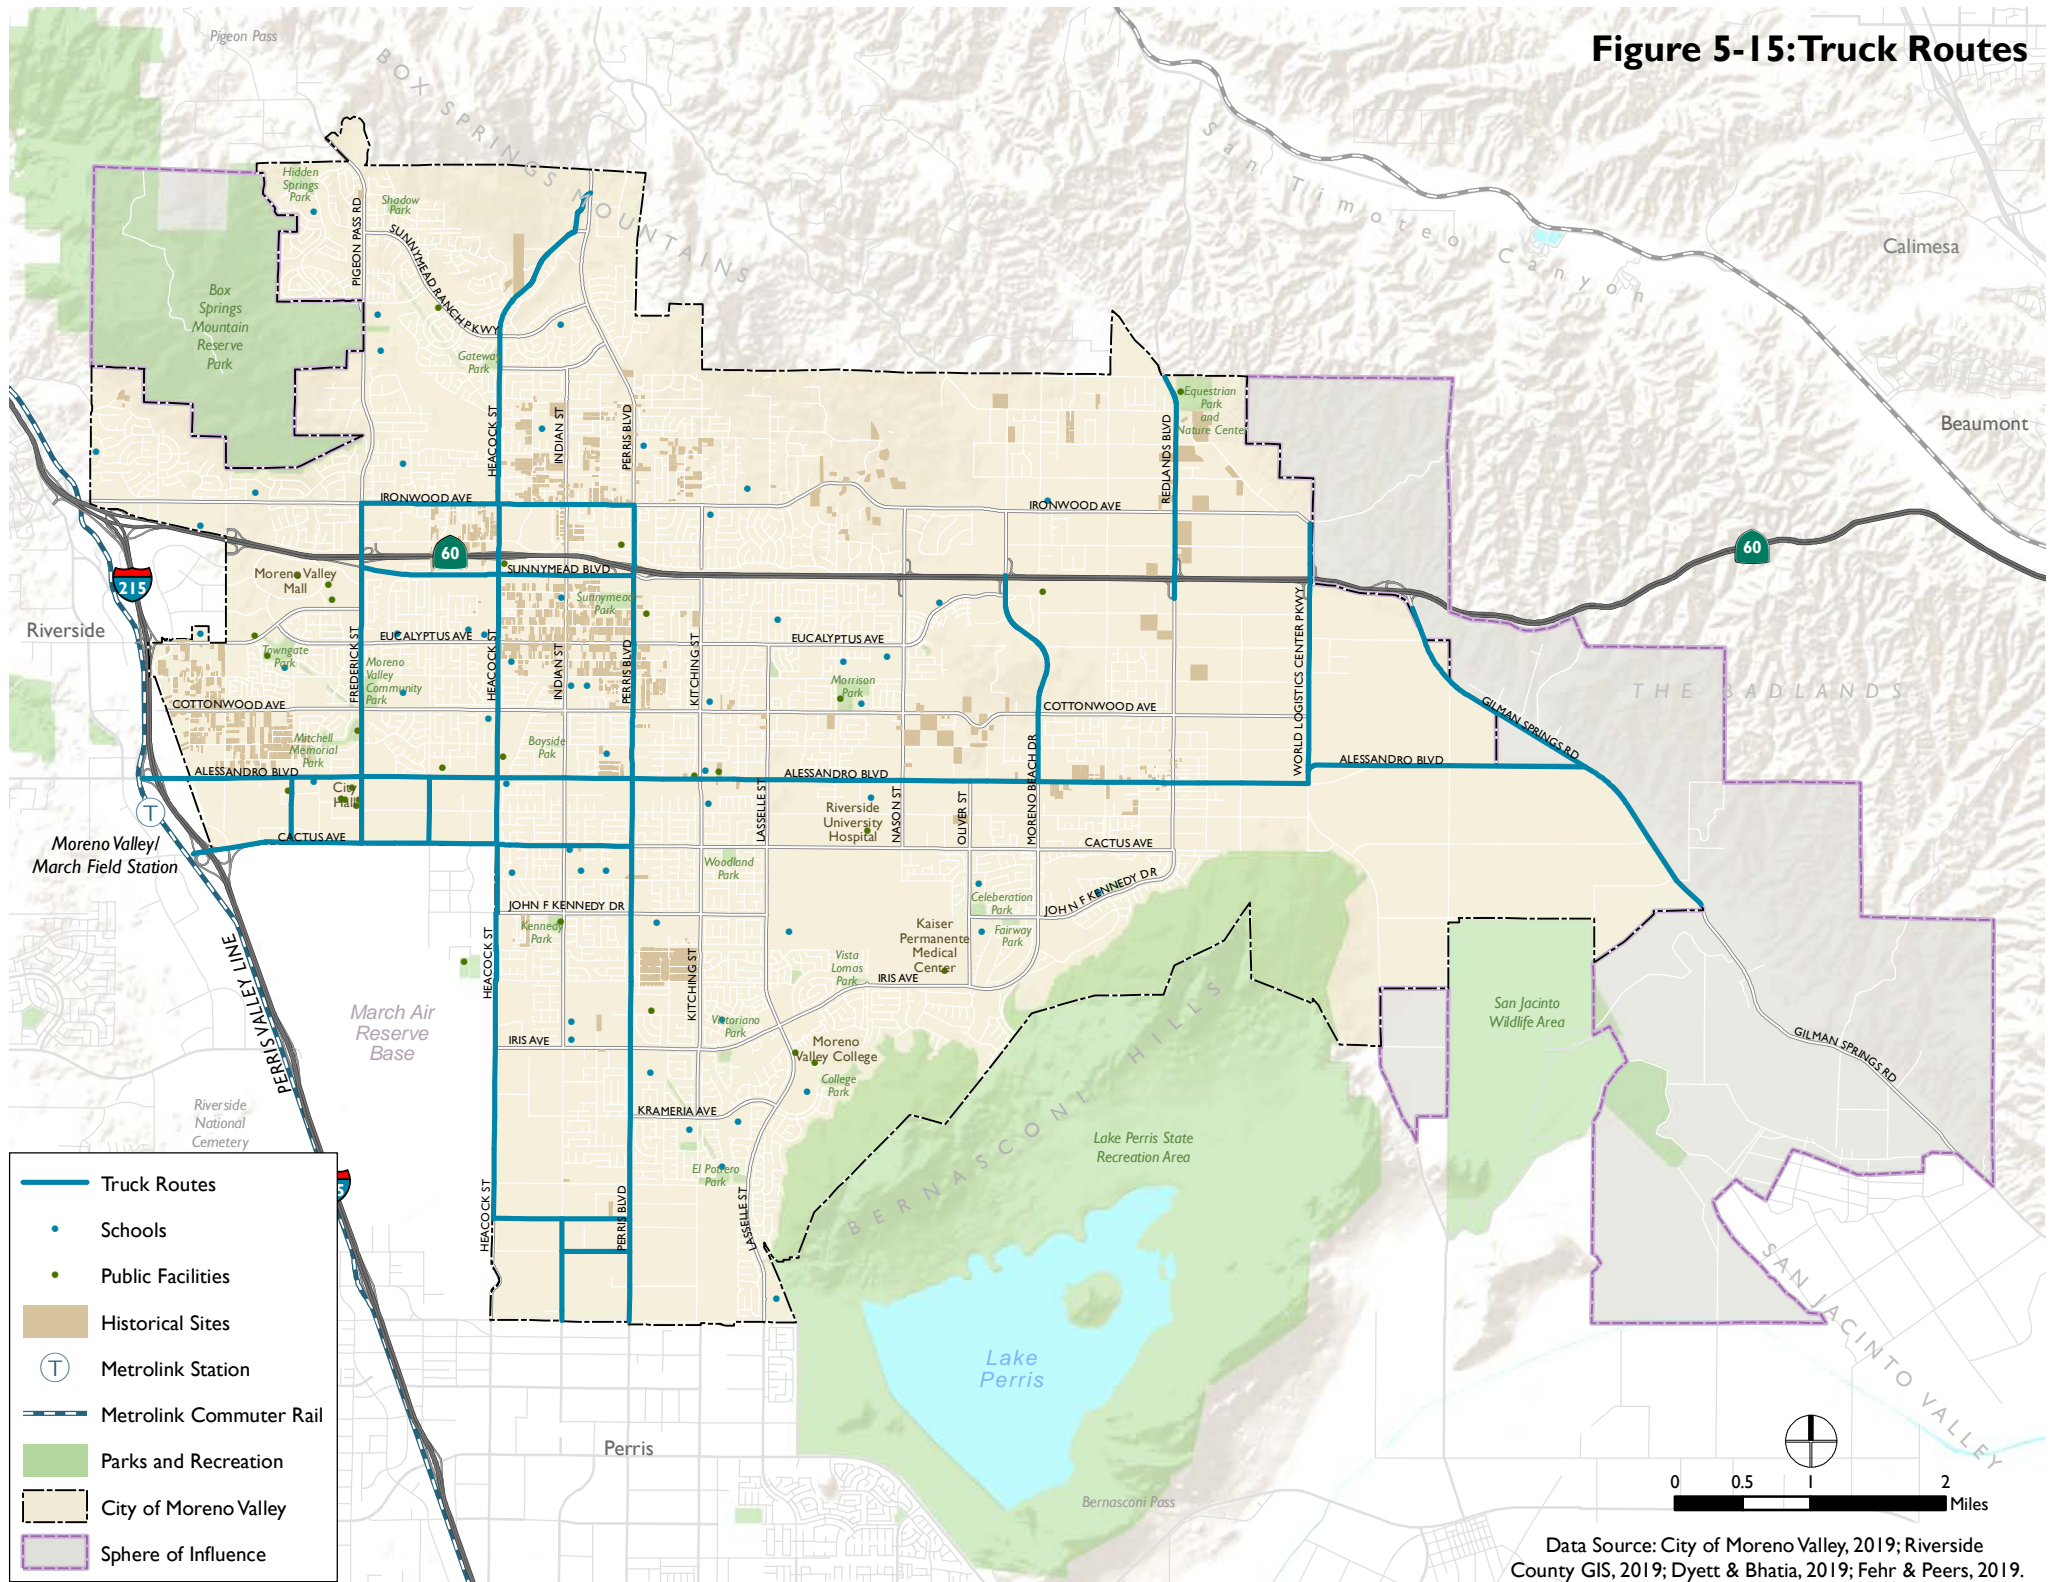 Figure 5-15: Truck Routes
Pigeon Pass
BOX SPRINGS MOUNTAINS
San Timoteo Canyon
Calimesa
Beaumont
Hidden
Springs
Park
Shadow
Park
PIGEON PASS RD
SUNNYMEAD RANCH PKWY
Box
Springs
Mountain
Reserve
Park
Gateway
Park
HEACOCK ST
INDIAN ST
PERRIS BLVD
REDLANDS BLVD
Equestrian
Park
and
Nature Center
IRONWOOD AVE
IRONWOOD AVE
60
60
215
SUNNYMEAD BLVD
Moreno Valley
Mall
Sunnymead
Park
Riverside
EUCALYPTUS AVE
EUCALYPTUS AVE
Towngate
Park
FREDERICK ST
Moreno
Valley
Community
Park
HEACOCK ST
INDIAN ST
PERRIS BLVD
KITCHING ST
Morrison
Park
WORLD LOGISTICS CENTER PKWY
THE BADLANDS
COTTONWOOD AVE
COTTONWOOD AVE
GILMAN SPRINGS RD
Mitchell
Memorial
Park
Bayside
Pak
ALESSANDRO BLVD
ALESSANDRO BLVD
ALESSANDRO BLVD
City
Hall
LASSELLE ST
Riverside
University
Hospital
NASON ST
OLIVER ST
MORENO BEACH DR
T
Moreno Valley/
March Field Station
CACTUS AVE
CACTUS AVE
Woodland
Park
JOHN F KENNEDY DR
JOHN F KENNEDY DR
Celeberation
Park
Kennedy
Park
Kaiser
Permanente
Medical
Center
Fairway
Park
HEACOCK ST
KITCHING ST
Vista
Lomas
Park
IRIS AVE
PERRIS VALLEY LINE
March Air
Reserve
Base
Victoriano
Park
IRIS AVE
Moreno
Valley College
College
Park
San Jacinto
Wildlife Area
GILMAN SPRINGS RD
BERNASCONI HILLS
Riverside
National
Cemetery
KRAMERIA AVE
Lake Perris State
Recreation Area
El Potrero
Park
HEACOCK ST
PERRIS BLVD
LASSELLE ST
SAN JACINTO VALLEY
Lake
Perris
Perris
Bernasconi Pass
Truck Routes
Schools
Public Facilities
Historical Sites
T
Metrolink Station
Metrolink Commuter Rail
Parks and Recreation
City of Moreno Valley
Sphere of Influence
5
0 0.5 1 2
Miles
Data Source: City of Moreno Valley, 2019; Riverside
County GIS, 2019; Dyett & Bhatia, 2019; Fehr & Peers, 2019.